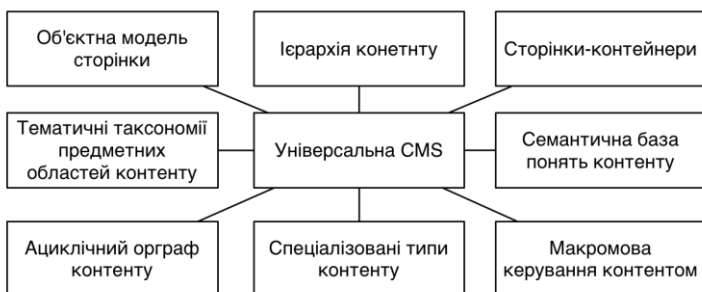 Об'єктна модель
сторінки
Ієрархія конетнту
Сторінки-контейнери
Тематичні таксономії
предметних
областей контенту
Універсальна CMS
Семантична база
понять контенту
Ациклічний орграф
контенту
Спеціалізовані типи
контенту
Макромова
керування контентом